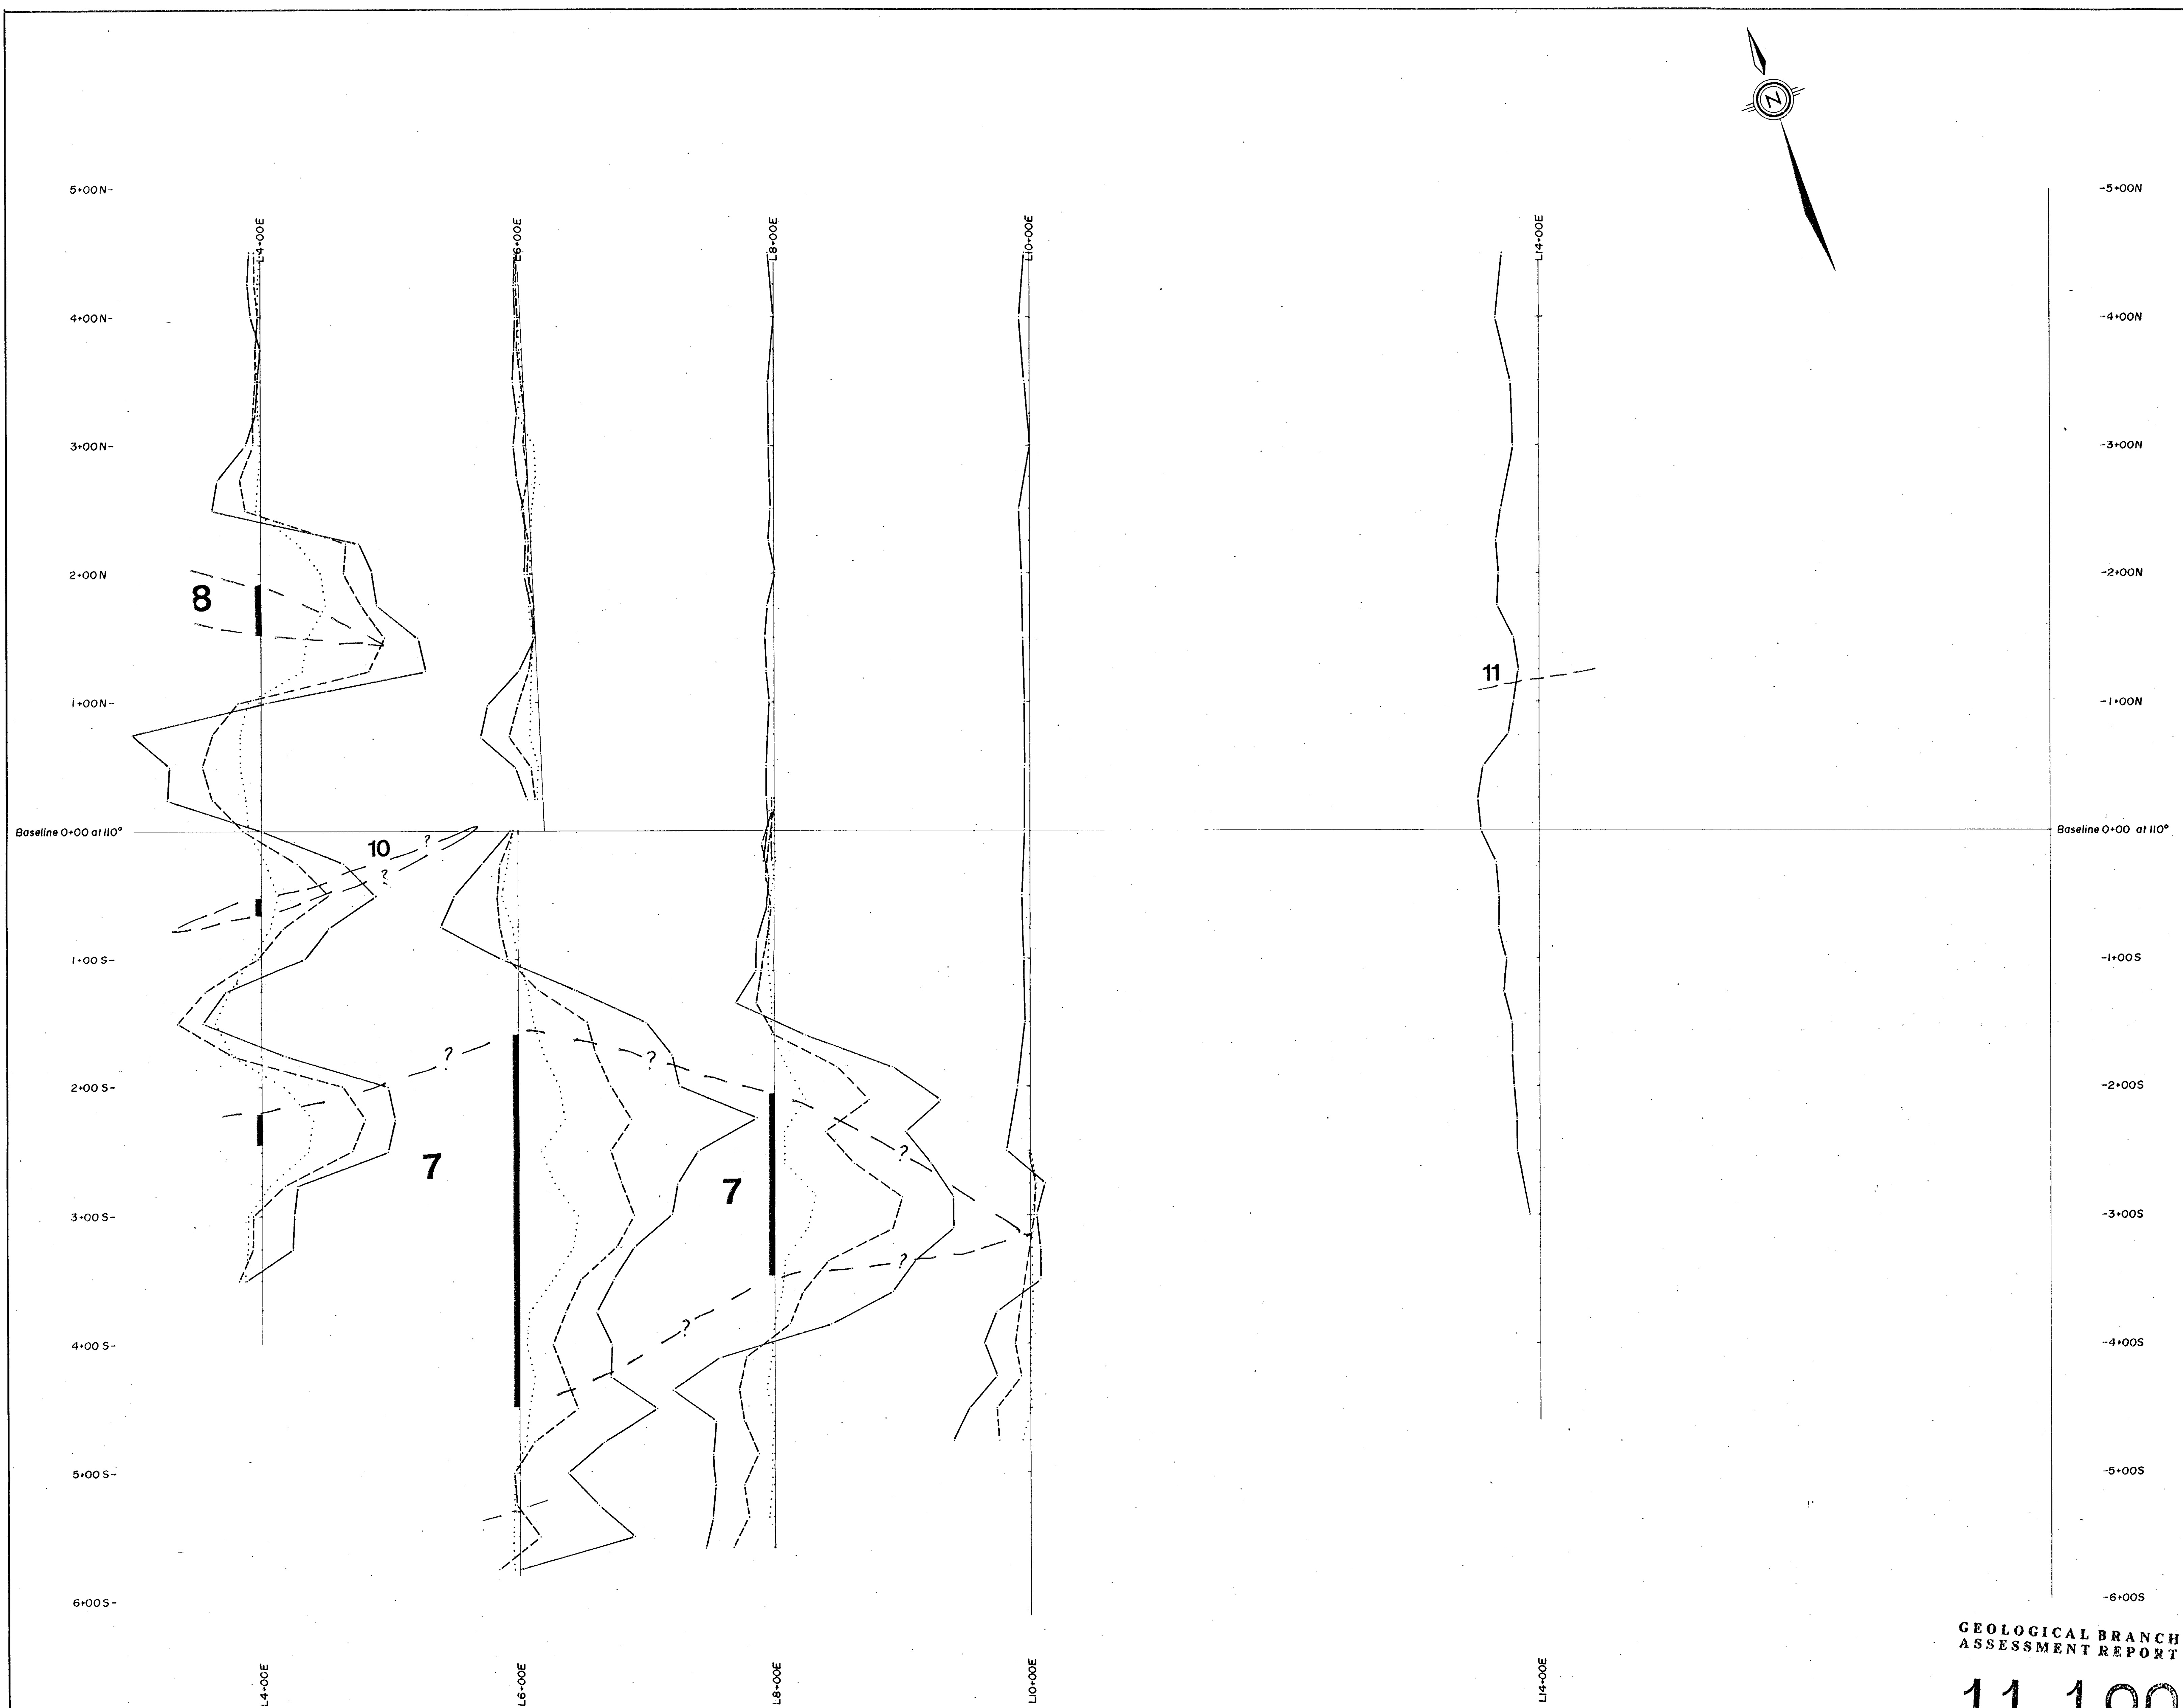 N
5+00N-
-5+00N
L4+00E
L6+00E
L8+00E
L10+00E
L14+00E
4+00N-
-4+00N
3+00N-
-3+00N
2+00N
-2+00N
8
11
1+00N-
-1+00N
Baseline 0+00 at 110°
Baseline 0+00 at 110°
?
10
?
1+00S-
-1+00S
?
?
2+00S-
-2+00S
?
7
7
3+00S-
-3+00S
?
?
4+00S-
-4+00S
5+00S-
-5+00S
6+00S-
-6+00S
GEOLOGICAL BRANCH
ASSESSMENT REPORT
L4+00E
L6+00E
L8+00E
L10+00E
L14+00E